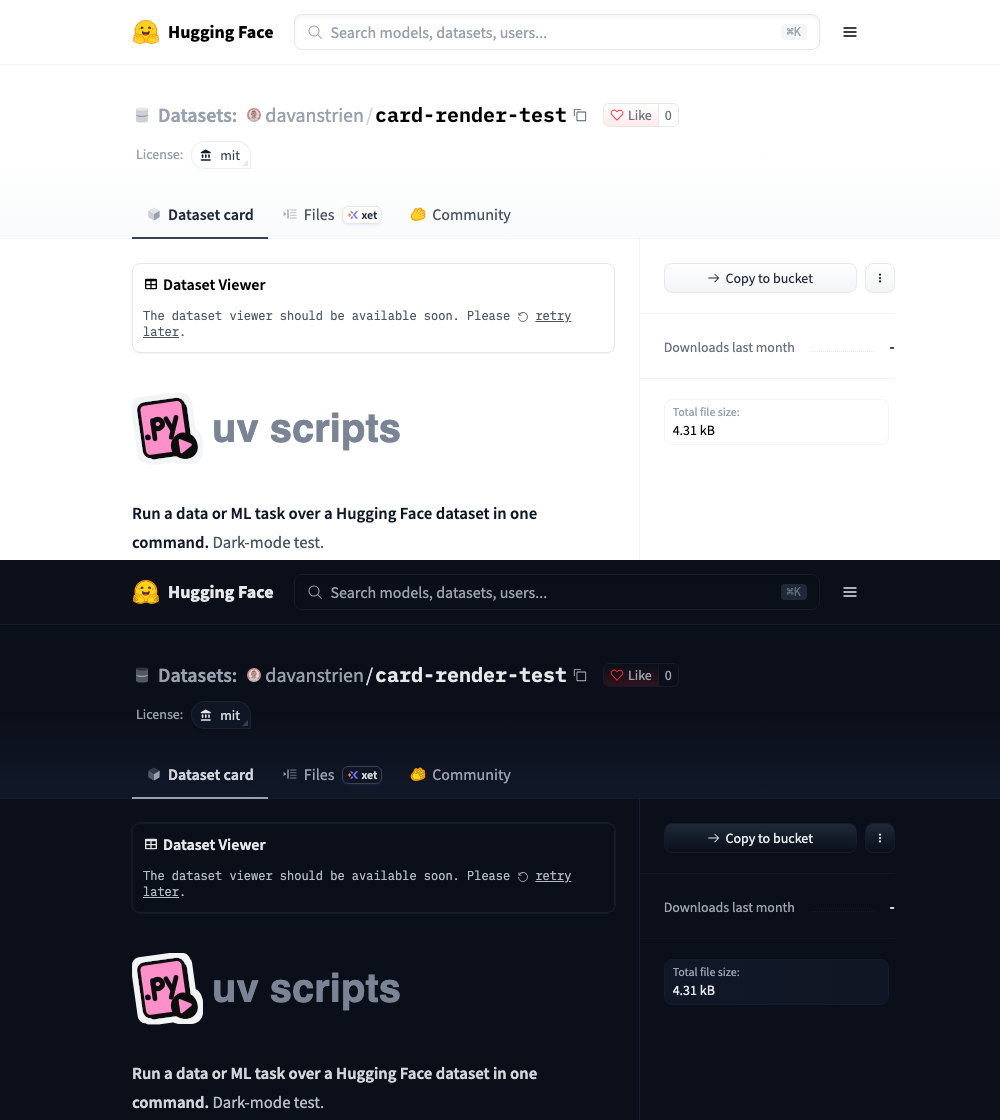 Hugging Face
Search models, datasets, users...
⌘K
Datasets: davanstrien/card-render-test
Like 0
License: mit
Dataset card
Files xet
Community
Dataset Viewer
The dataset viewer should be available soon. Please retry
later.
Copy to bucket
Downloads last month -
Total file size:
4.31 kB
.PY
uv scripts
Run a data or ML task over a Hugging Face dataset in one
command. Dark-mode test.
Hugging Face
Search models, datasets, users...
⌘K
Datasets: davanstrien/card-render-test
Like 0
License: mit
Dataset card
Files xet
Community
Dataset Viewer
The dataset viewer should be available soon. Please retry
later.
Copy to bucket
Downloads last month -
Total file size:
4.31 kB
.PY
uv scripts
Run a data or ML task over a Hugging Face dataset in one
command. Dark-mode test.